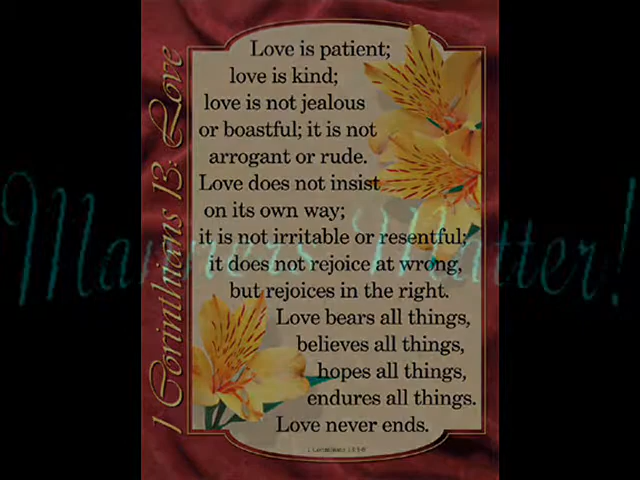 1 Corinthians 13: Love
Love is patient;
love is kind;
love is not jealous
or boastful; it is not
arrogant or rude.
Love does not insist
on its own way;
it is not irritable or resentful;
it does not rejoice at wrong,
but rejoices in the right.
Love bears all things,
believes all things,
hopes all things,
endures all things.
Love never ends.
Manners Matter!